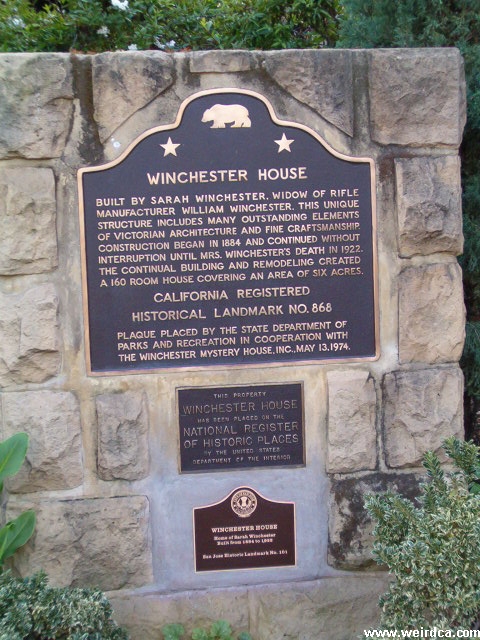 WINCHESTER HOUSE
BUILT BY SARAH WINCHESTER, WIDOW OF RIFLE
MANUFACTURER WILLIAM WINCHESTER. THIS UNIQUE
STRUCTURE INCLUDES MANY OUTSTANDING ELEMENTS
OF VICTORIAN ARCHITECTURE AND FINE CRAFTSMANSHIP.
CONSTRUCTION BEGAN IN 1884 AND CONTINUED WITHOUT
INTERRUPTION UNTIL MRS. WINCHESTER'S DEATH IN 1922.
THE CONTINUAL BUILDING AND REMODELING CREATED
A 160 ROOM HOUSE COVERING AN AREA OF SIX ACRES.
CALIFORNIA REGISTERED
HISTORICAL LANDMARK NO. 868
PLAQUE PLACED BY THE STATE DEPARTMENT OF
PARKS AND RECREATION IN COOPERATION WITH
THE WINCHESTER MYSTERY HOUSE, INC., MAY 13, 1974.
THIS PROPERTY
WINCHESTER HOUSE
HAS BEEN PLACED ON THE
NATIONAL REGISTER
OF HISTORIC PLACES
BY THE UNITED STATES
DEPARTMENT OF THE INTERIOR
WINCHESTER HOUSE
Home of Sarah Winchester
Built from 1884 to 1922
San Jose Historic Landmark No. 101
www.weirdca.com